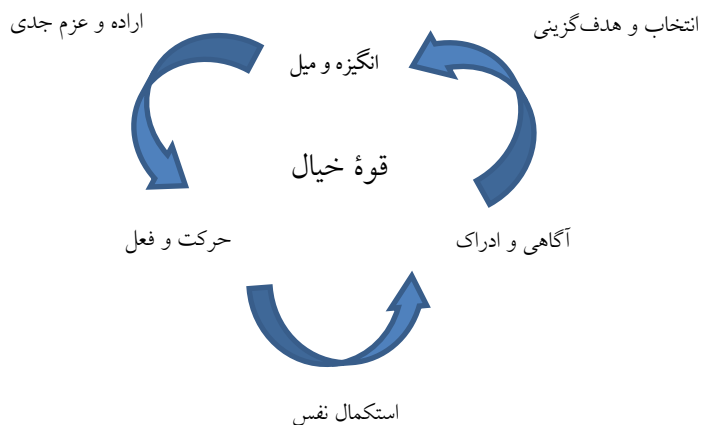 انتخاب و هدف‌گزینی
اراده و عزم جدی
انگیزه و میل
قوهٔ خیال
آگاهی و ادراک
حرکت و فعل
استکمال نفس